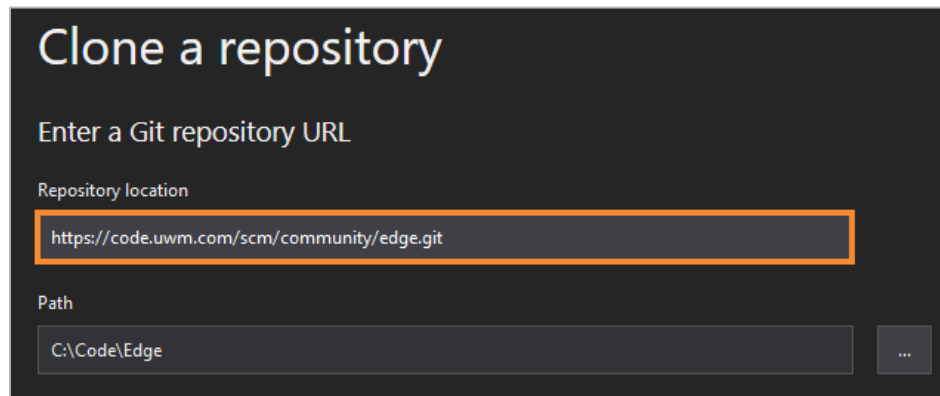 Clone a repository
Enter a Git repository URL
Repository location
https://code.uwm.com/scm/community/edge.git
Path
C:\Code\Edge
...